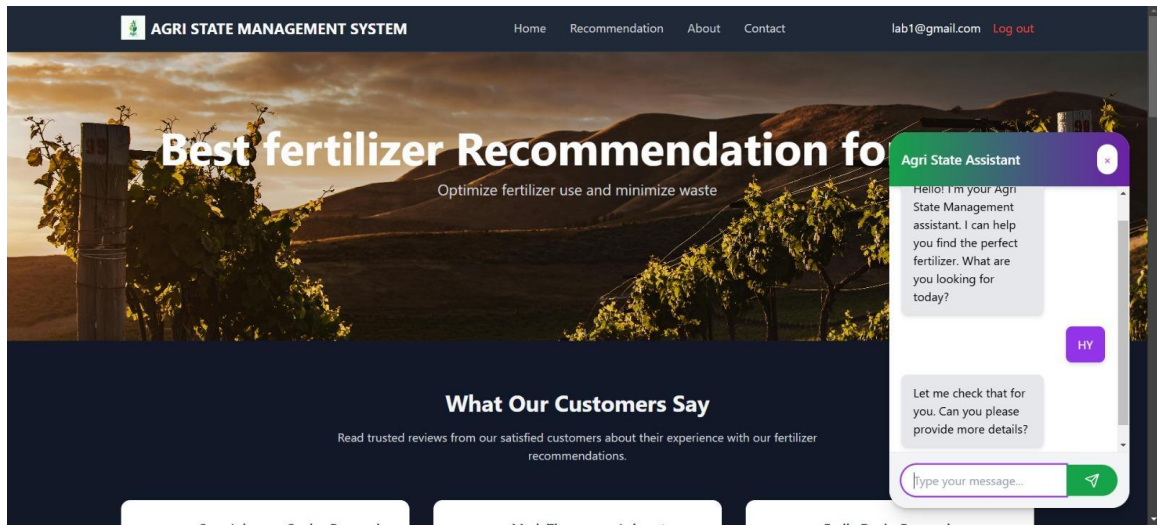 AGRI STATE MANAGEMENT SYSTEM
Home Recommendation About Contact
lab1@gmail.com Log out
Best fertilizer Recommendation fo
Optimize fertilizer use and minimize waste
Agri State Assistant
×
Hello! I'm your Agri
State Management
assistant. I can help
you find the perfect
fertilizer. What are
you looking for
today?
HY
Let me check that for
you. Can you please
provide more details?
Type your message...
What Our Customers Say
Read trusted reviews from our satisfied customers about their experience with our fertilizer
recommendations.